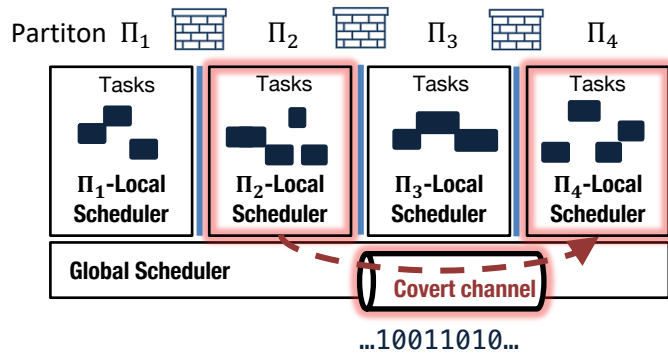 Partiton Π₁ Π₂ Π₃ Π₄
Tasks Tasks Tasks Tasks
Π₁-Local Scheduler
Π₂-Local Scheduler
Π₃-Local Scheduler
Π₄-Local Scheduler
Global Scheduler
Covert channel
…10011010…